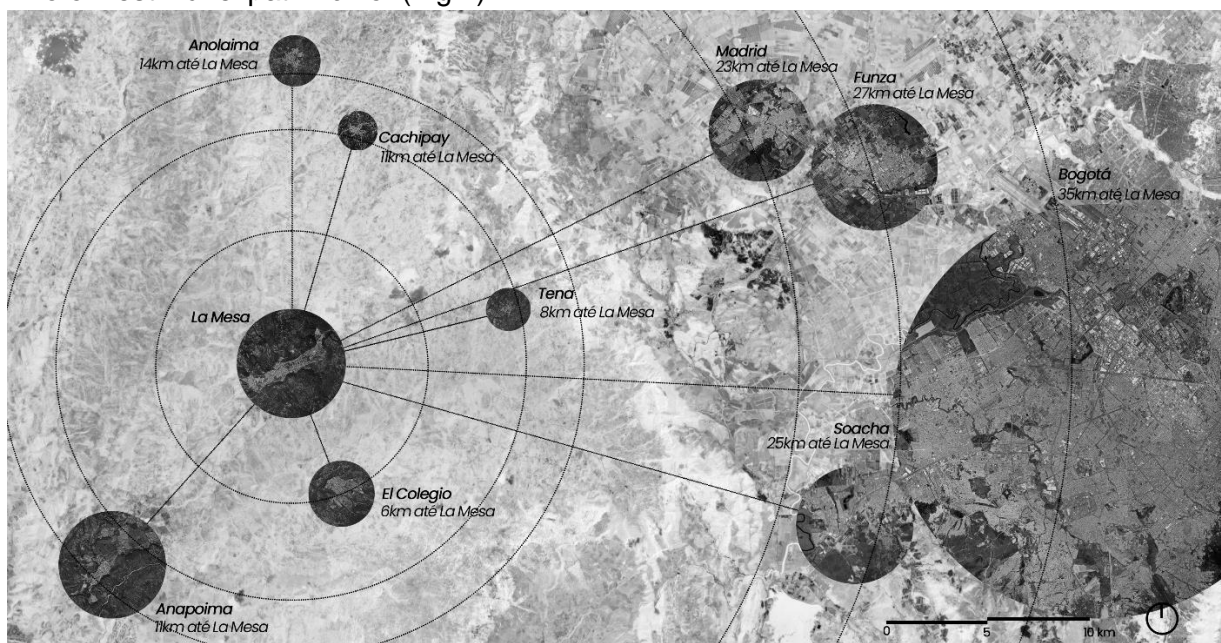 Anolaima
14km até La Mesa
Cachipay
11km até La Mesa
Madrid
23km até La Mesa
Funza
27km até La Mesa
Bogotá
35km até La Mesa
La Mesa
Tena
8km até La Mesa
Soacha
25km até La Mesa
El Colegio
6km até La Mesa
Anapoima
11km até La Mesa
0 5 10 km